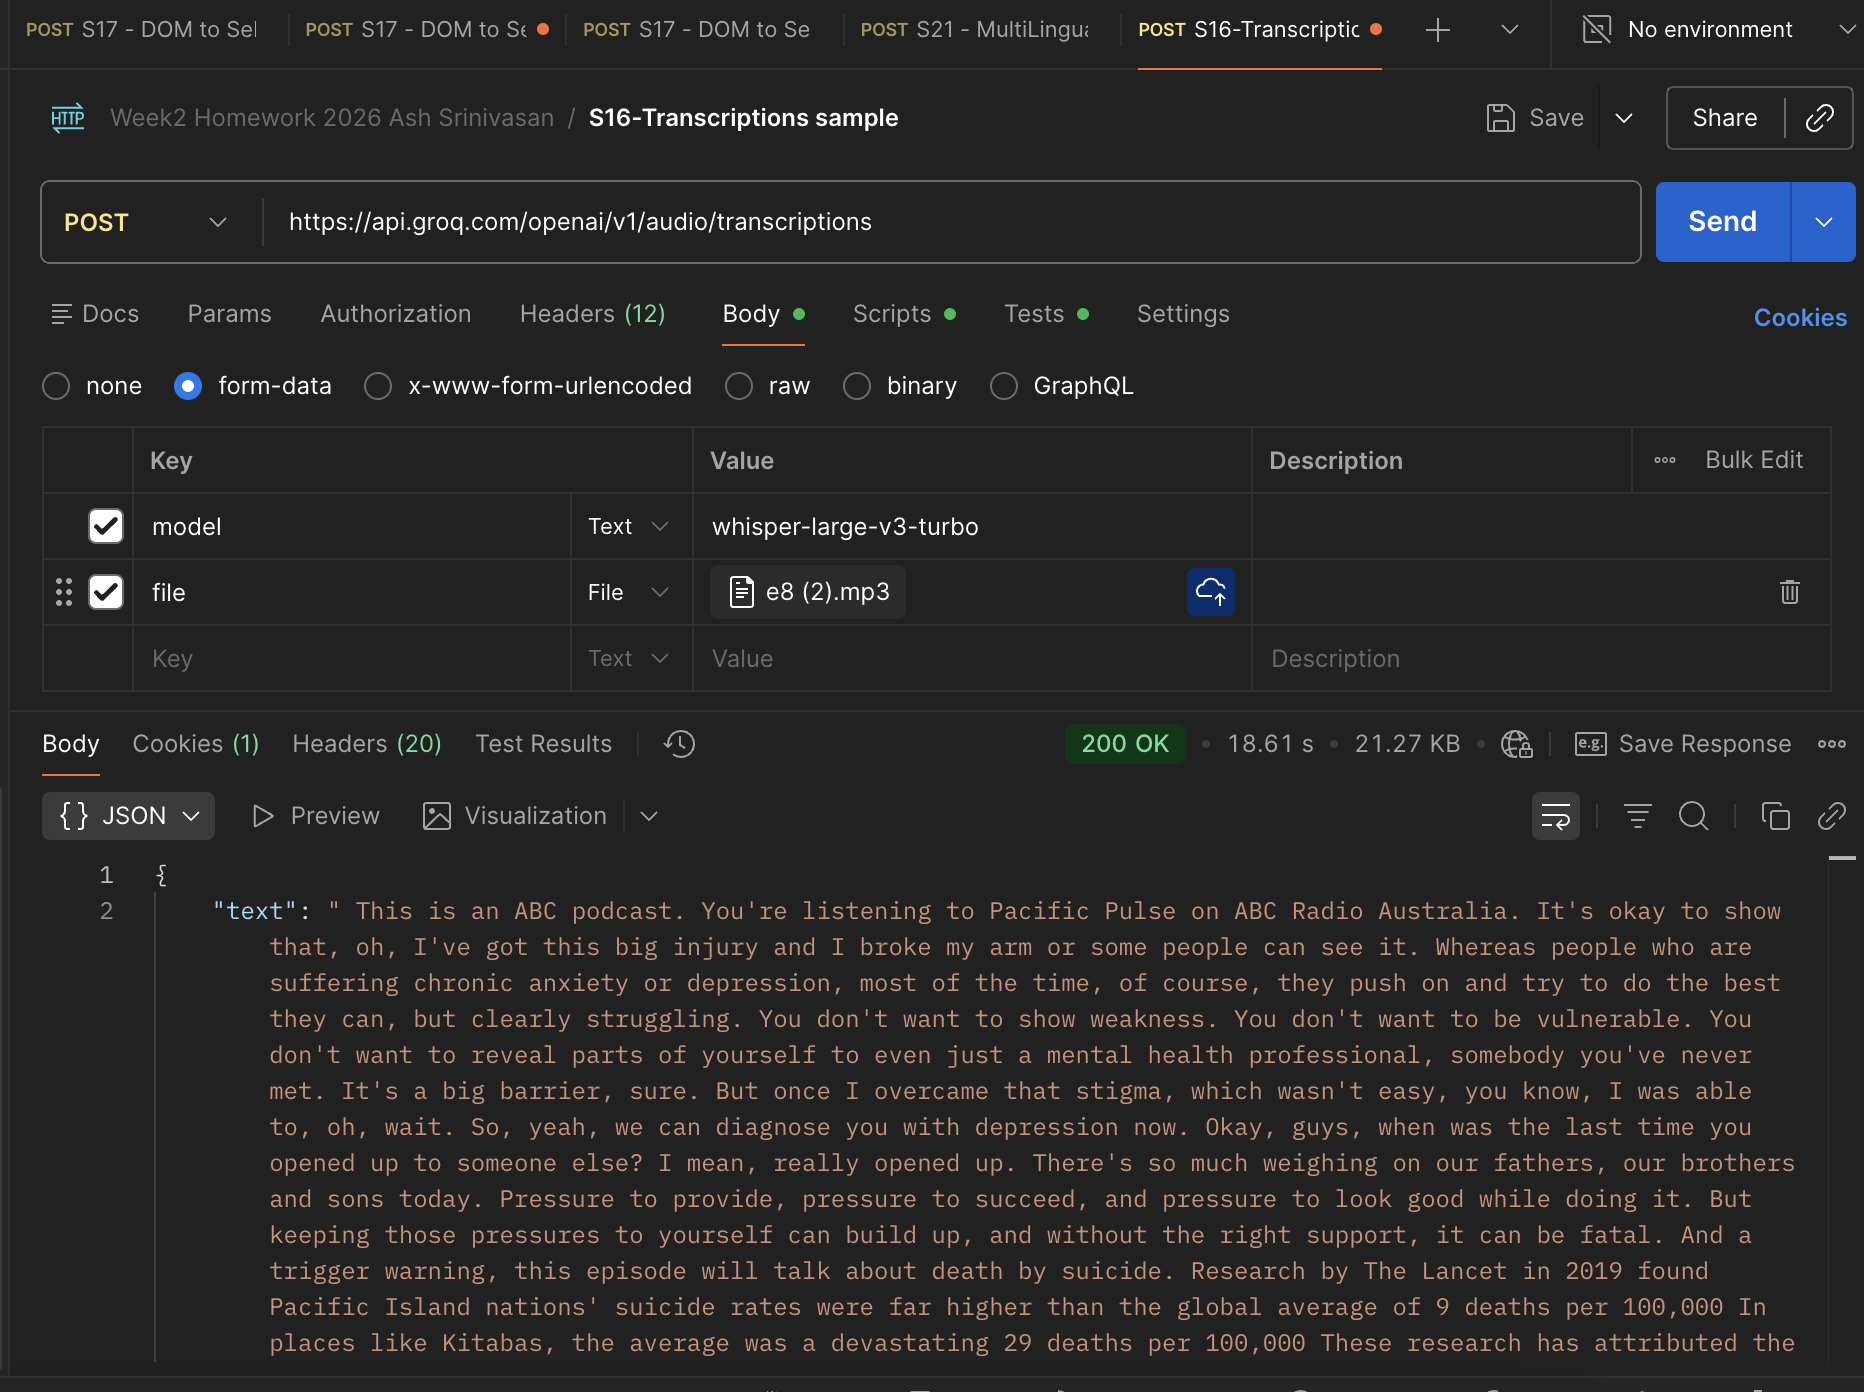 POST S17 - DOM to Sel
POST S17 - DOM to Se
POST S17 - DOM to Se
POST S21 - MultiLingua
POST S16-Transcriptic
No environment
HTTP Week2 Homework 2026 Ash Srinivasan / S16-Transcriptions sample
Save
Share
POST https://api.groq.com/openai/v1/audio/transcriptions
Send
Docs Params Authorization Headers (12) Body Scripts Tests Settings Cookies
none form-data x-www-form-urlencoded raw binary GraphQL
Key Value Description Bulk Edit
model Text whisper-large-v3-turbo
file File e8 (2).mp3
Key Text Value Description
Body Cookies (1) Headers (20) Test Results 200 OK 18.61 s 21.27 KB e.g. Save Response
{} JSON Preview Visualization
1 {
2 "text": " This is an ABC podcast. You're listening to Pacific Pulse on ABC Radio Australia. It's okay to show
that, oh, I've got this big injury and I broke my arm or some people can see it. Whereas people who are
suffering chronic anxiety or depression, most of the time, of course, they push on and try to do the best
they can, but clearly struggling. You don't want to show weakness. You don't want to be vulnerable. You
don't want to reveal parts of yourself to even just a mental health professional, somebody you've never
met. It's a big barrier, sure. But once I overcame that stigma, which wasn't easy, you know, I was able
to, oh, wait. So, yeah, we can diagnose you with depression now. Okay, guys, when was the last time you
opened up to someone else? I mean, really opened up. There's so much weighing on our fathers, our brothers
and sons today. Pressure to provide, pressure to succeed, and pressure to look good while doing it. But
keeping those pressures to yourself can build up, and without the right support, it can be fatal. And a
trigger warning, this episode will talk about death by suicide. Research by The Lancet in 2019 found
Pacific Island nations' suicide rates were far higher than the global average of 9 deaths per 100,000 In
places like Kitabas, the average was a devastating 29 deaths per 100,000 These research has attributed the